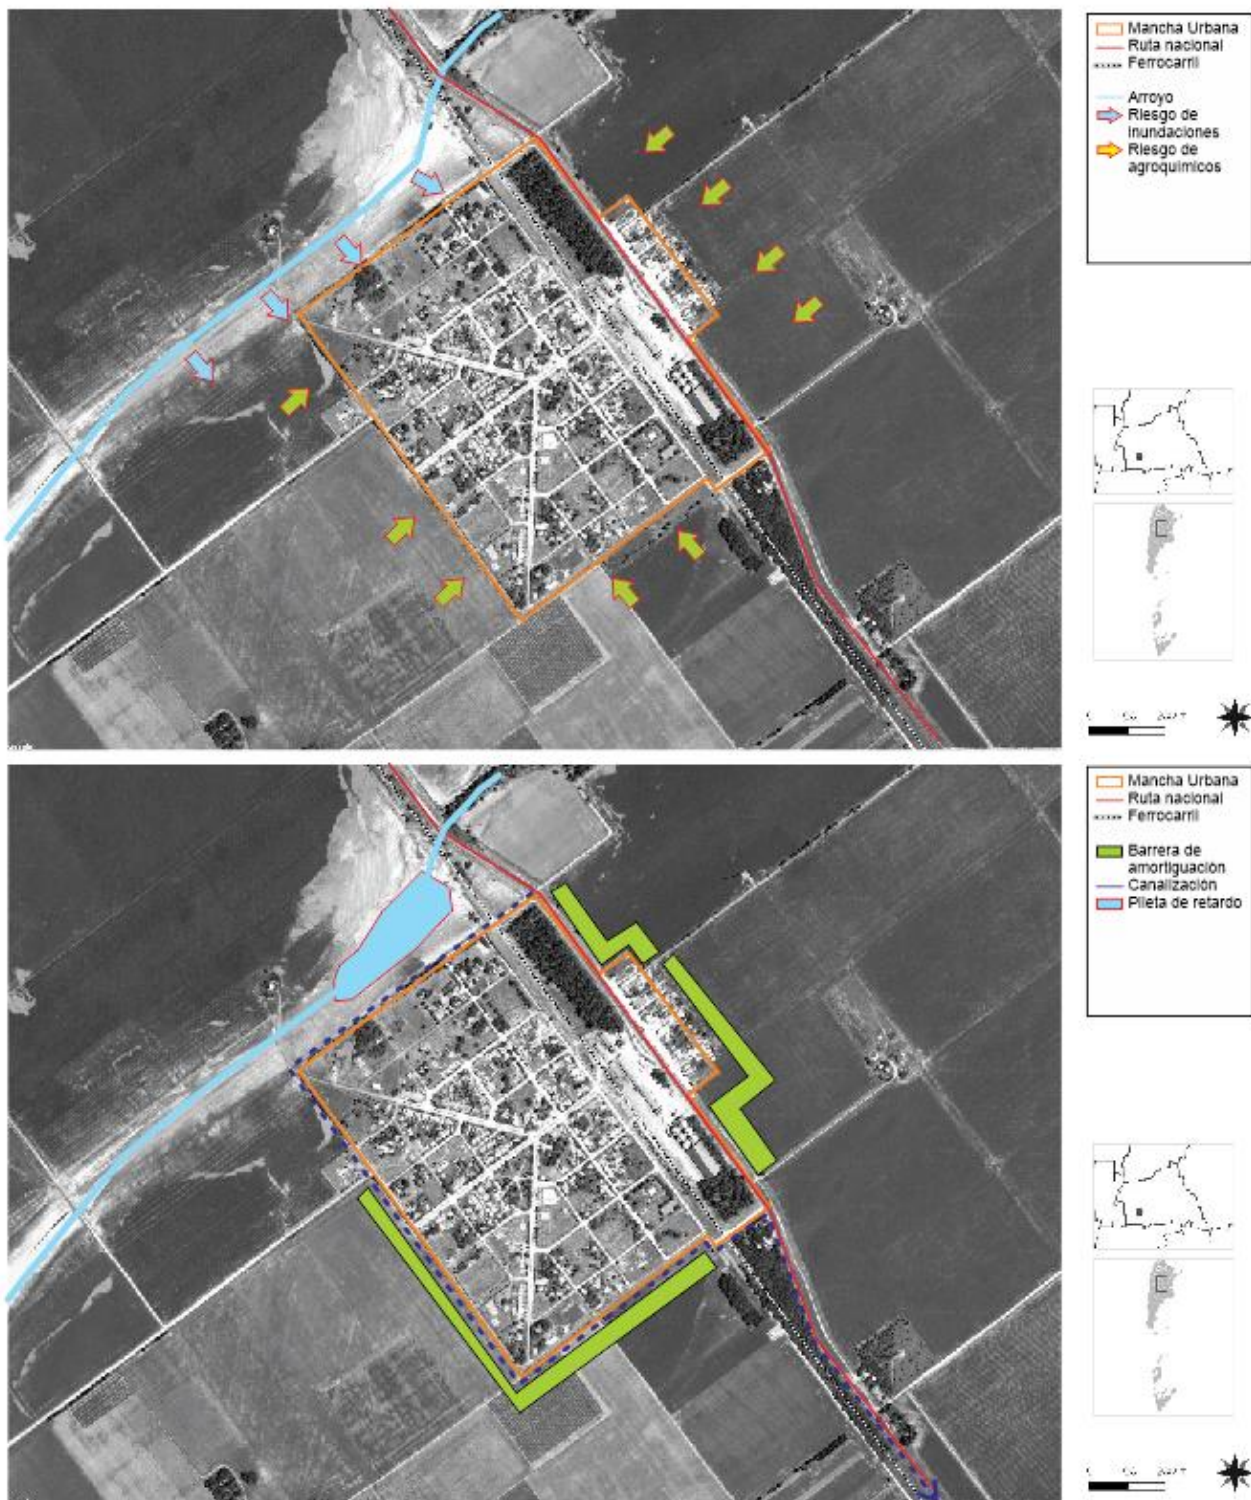 Mancha Urbana
Ruta nacional
Ferrocarril
Arroyo
Riesgo de
inundaciones
Riesgo de
agroquimicos
Mancha Urbana
Ruta nacional
Ferrocarril
Barrera de
amortiguación
Canalización
Pileta de retardo